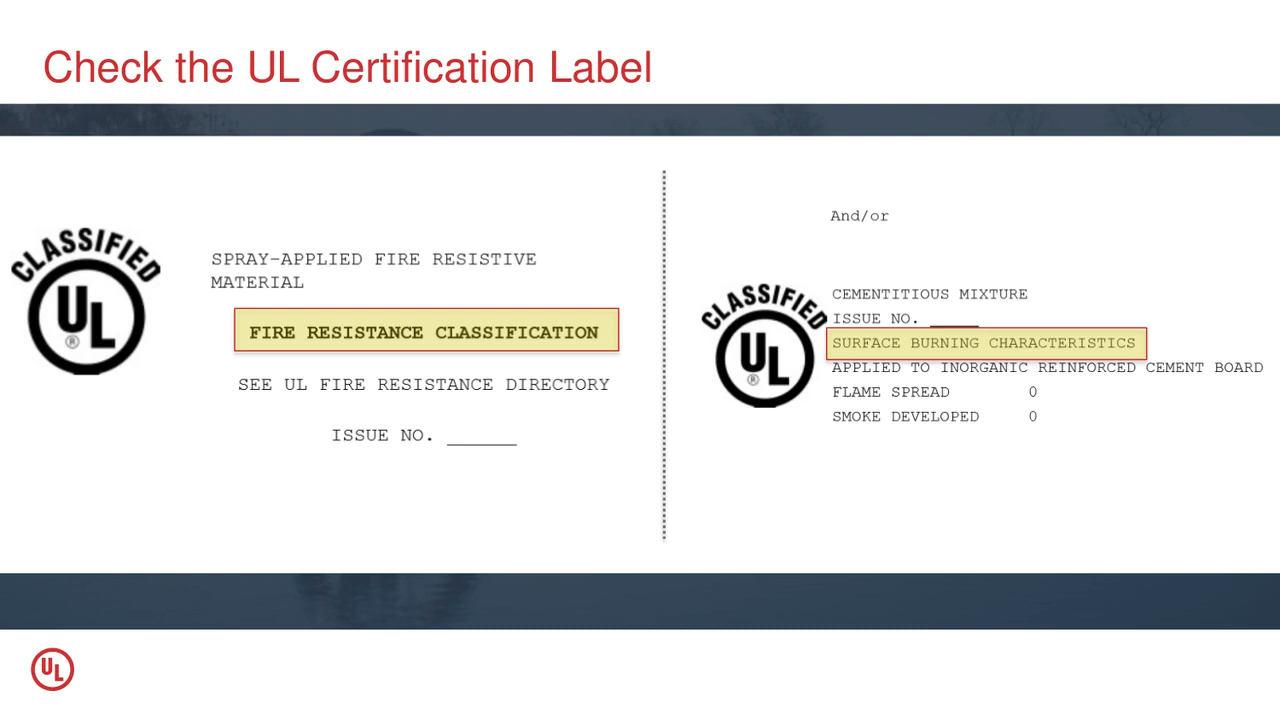 Check the UL Certification Label
CLASSIFIED
UL
®
SPRAY-APPLIED FIRE RESISTIVE
MATERIAL
FIRE RESISTANCE CLASSIFICATION
SEE UL FIRE RESISTANCE DIRECTORY
ISSUE NO. ______
And/or
CLASSIFIED
UL
®
CEMENTITIOUS MIXTURE
ISSUE NO. _____
SURFACE BURNING CHARACTERISTICS
APPLIED TO INORGANIC REINFORCED CEMENT BOARD
FLAME SPREAD 0
SMOKE DEVELOPED 0
UL